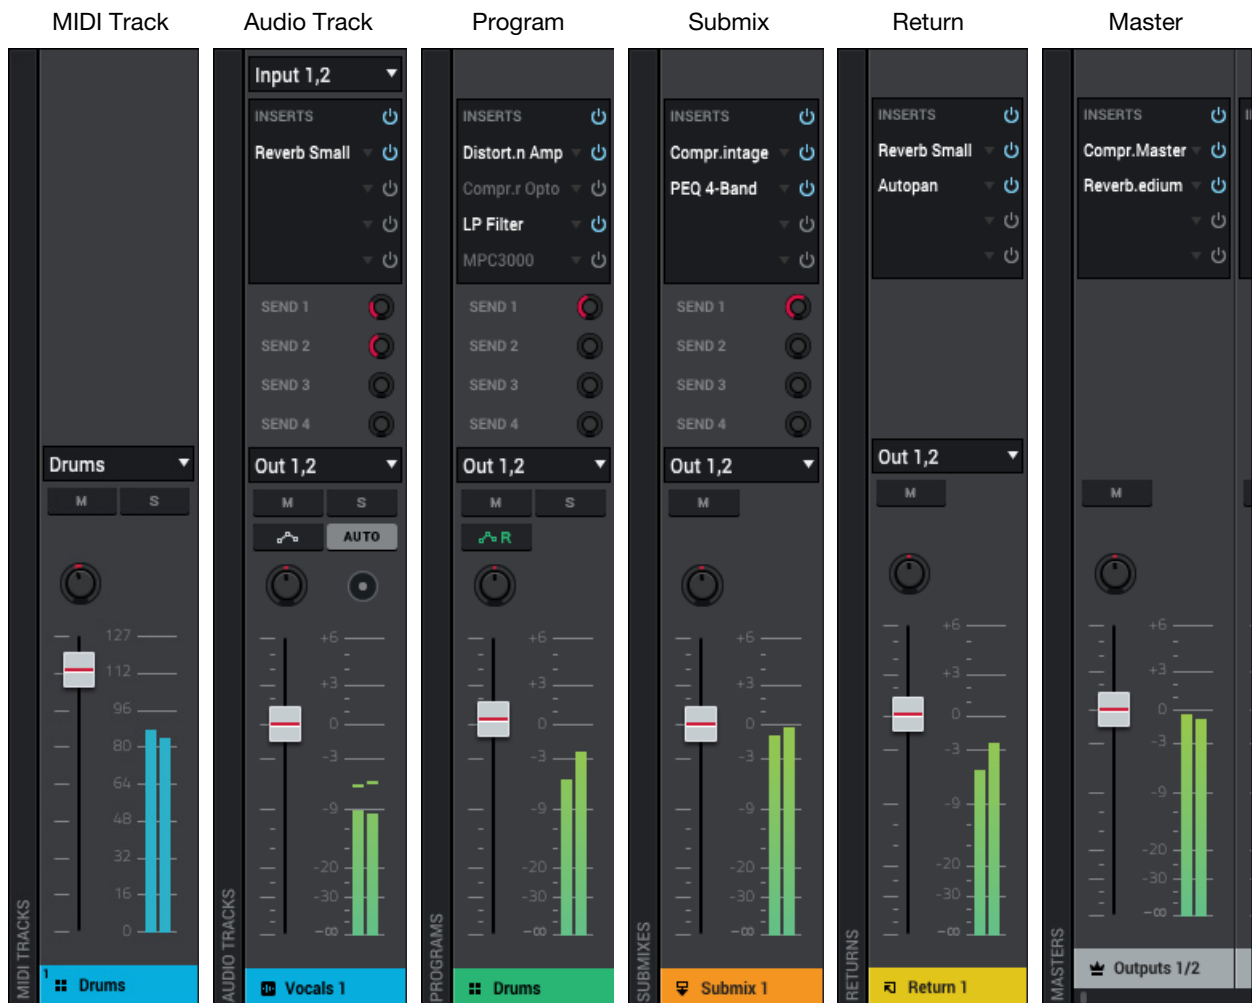 MIDI Track
Audio Track
Program
Submix
Return
Master
MIDI TRACKS
Drums
M S
127
112
96
80
64
48
32
16
0
1 Drums
AUDIO TRACKS
Input 1,2
INSERTS
Reverb Small
SEND 1
SEND 2
SEND 3
SEND 4
Out 1,2
M S
AUTO
+6
+3
0
-3
-9
-20
-30
-∞
Vocals 1
PROGRAMS
INSERTS
Distort.n Amp
Compr.r Opto
LP Filter
MPC3000
SEND 1
SEND 2
SEND 3
SEND 4
Out 1,2
M S
R
+6
+3
0
-3
-9
-20
-30
-∞
Drums
SUBMIXES
INSERTS
Compr.intage
PEQ 4-Band
SEND 1
SEND 2
SEND 3
SEND 4
Out 1,2
M
+6
+3
0
-3
-9
-20
-30
-∞
Submix 1
RETURNS
INSERTS
Reverb Small
Autopan
Out 1,2
M
+6
+3
0
-3
-9
-20
-30
-∞
Return 1
MASTERS
INSERTS
Compr.Master
Reverb.edium
M
+6
+3
0
-3
-9
-20
-30
-∞
Outputs 1/2